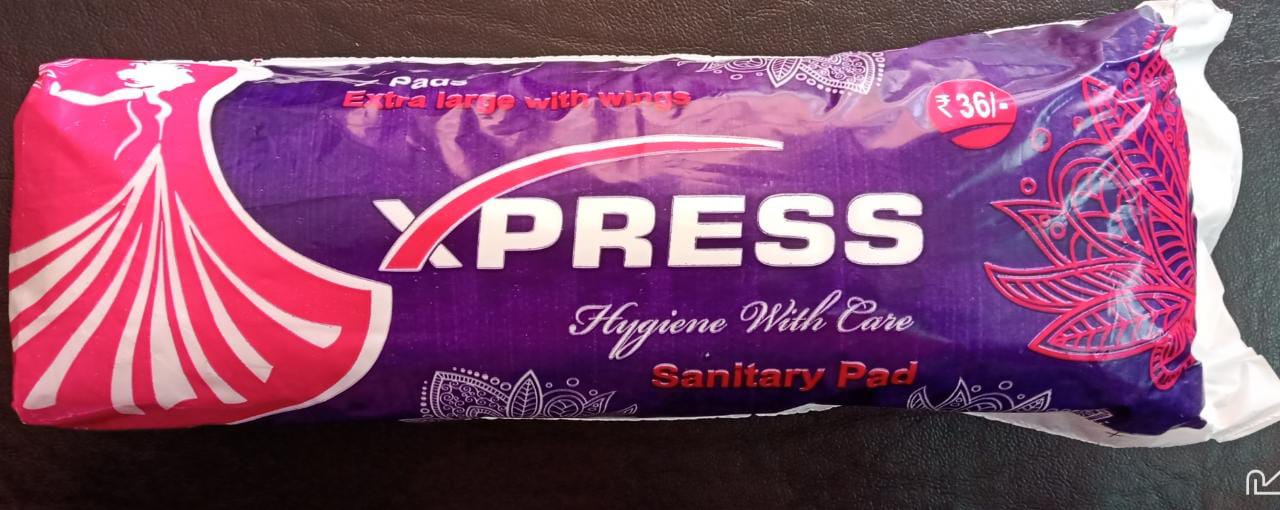 Pads
Extra large with wings
₹ 36/-
XPRESS
Hygiene With Care
Sanitary Pad